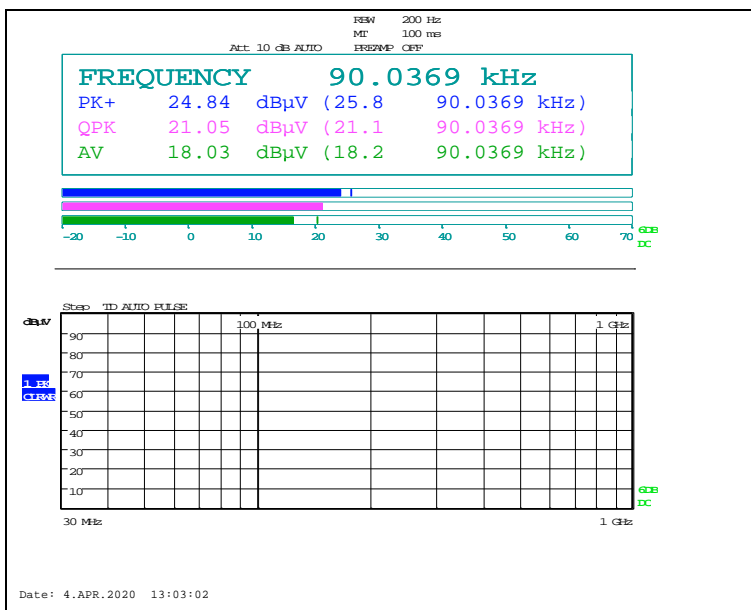 RBW 200 Hz
MT 100 ms
Att 10 dB AUTO PREAMP OFF
FREQUENCY 90.0369 kHz
PK+ 24.84 dBµV (25.8 90.0369 kHz)
QPK 21.05 dBµV (21.1 90.0369 kHz)
AV 18.03 dBµV (18.2 90.0369 kHz)
-20 -10 0 10 20 30 40 50 60 70
6DB
DC
Step TD AUTO PULSE
dBµV 100 MHz 1 GHz
90
80
70
1 PK
CLRWR
60
50
40
30
20
10
6DB
DC
30 MHz 1 GHz
Date: 4.APR.2020 13:03:02